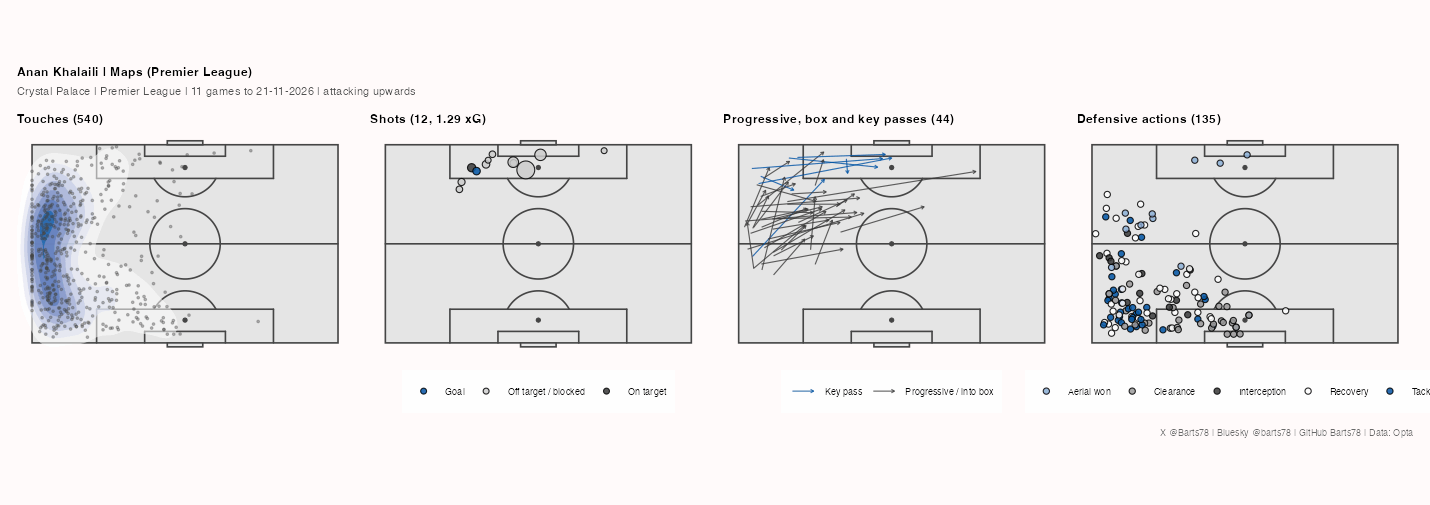 Anan Khalaili | Maps (Premier League)
Crystal Palace | Premier League | 11 games to 21-11-2026 | attacking upwards
Touches (540)
Shots (12, 1.29 xG)
Progressive, box and key passes (44)
Defensive actions (135)
Goal Off target / blocked On target
Key pass Progressive / into box
Aerial won Clearance Interception Recovery Tack
X @Barts78 | Bluesky @barts78 | GitHub Barts78 | Data: Opta